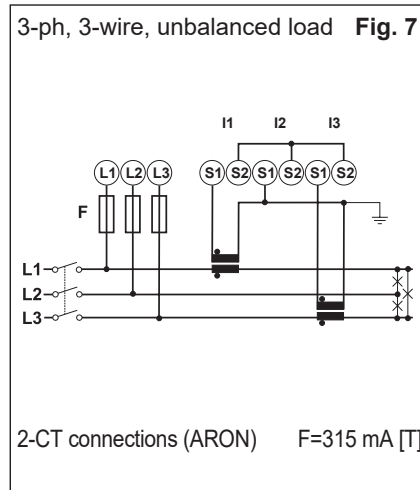 3-ph, 3-wire, unbalanced load Fig. 7
I1 I2 I3
L1 L2 L3 S1 S2 S1 S2 S1 S2
F
L1
L2
L3
2-CT connections (ARON) F=315 mA [T]